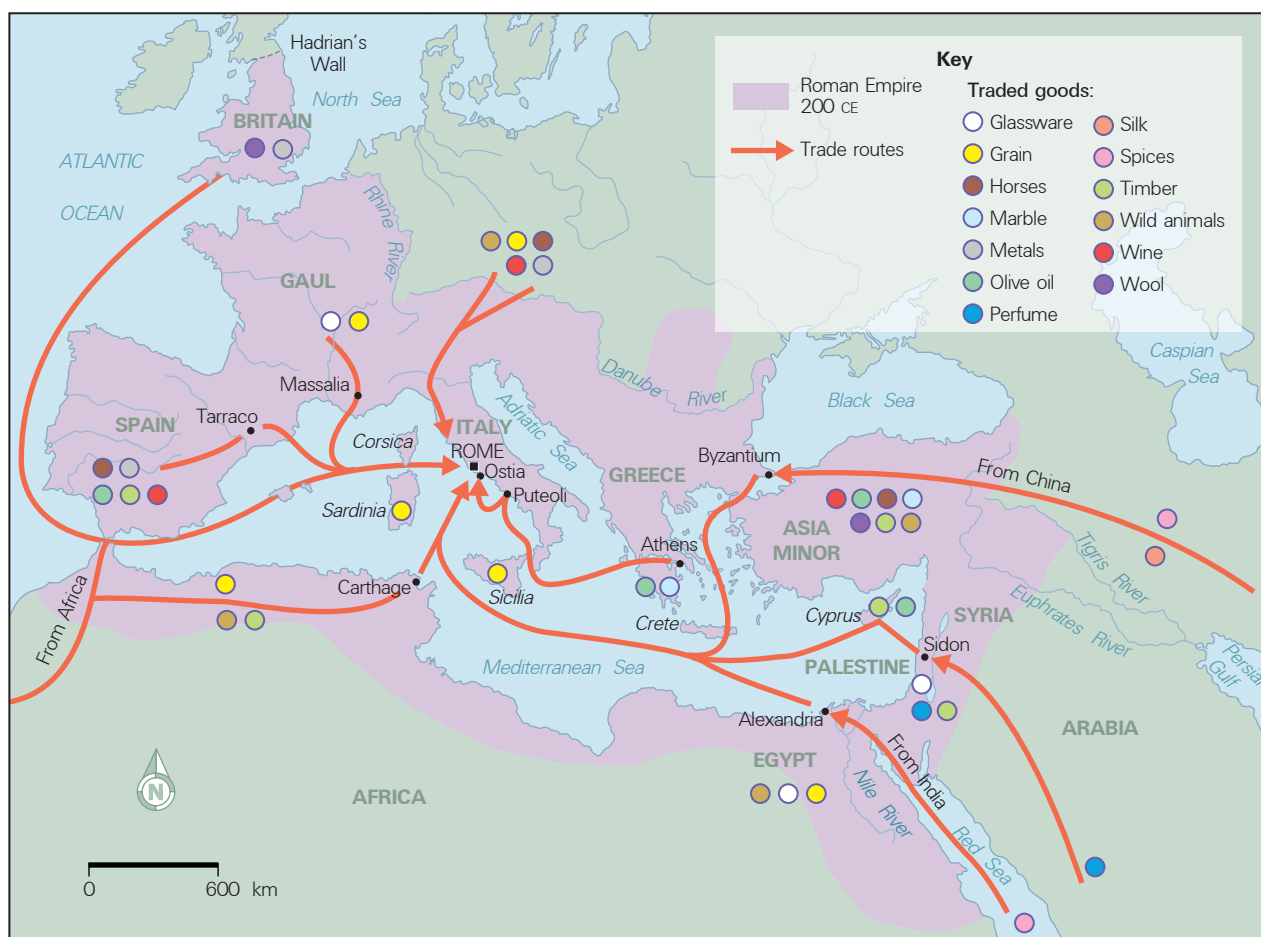 Hadrian's
Wall
North Sea
BRITAIN
ATLANTIC
OCEAN
Rhine
River
GAUL
Massalia
Tarraco
SPAIN
Corsica
Sardinia
ITALY
ROME
Ostia
Puteoli
Adriatic Sea
Danube
River
GREECE
Byzantium
Black Sea
Caspian
Sea
From China
ASIA
MINOR
Athens
Crete
Cyprus
SYRIA
Tigris River
Euphrates River
Persian
Gulf
Sidon
PALESTINE
Sicilia
Carthage
From Africa
Mediterranean Sea
Alexandria
EGYPT
From India
Nile
River
Red Sea
ARABIA
AFRICA
N
0 600 km
Key
Roman Empire
200 CE
Trade routes
Traded goods:
Glassware
Grain
Horses
Marble
Metals
Olive oil
Perfume
Silk
Spices
Timber
Wild animals
Wine
Wool